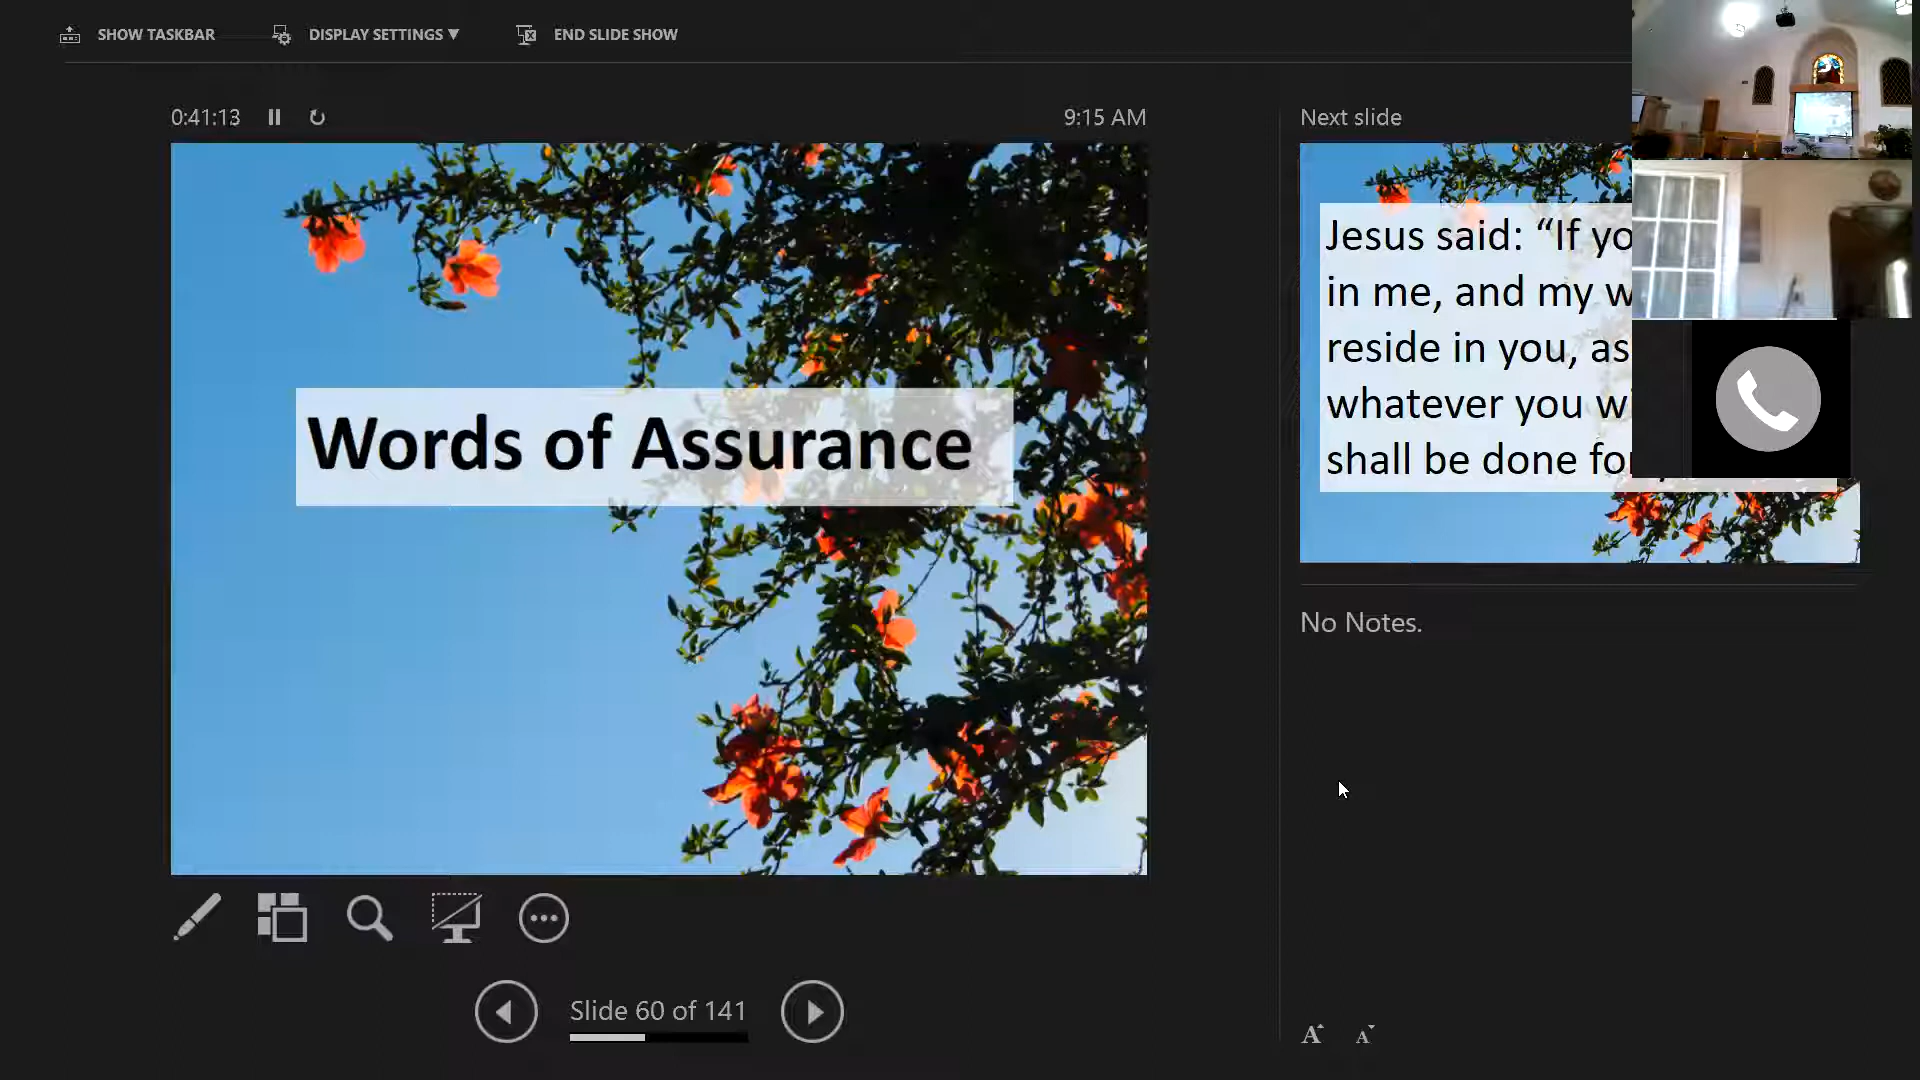 SHOW TASKBAR DISPLAY SETTINGS ▼ END SLIDE SHOW
0:41:13 9:15 AM
Words of Assurance
Slide 60 of 141
Next slide
Jesus said: “If yo
in me, and my w
reside in you, as
whatever you wi
shall be done for
No Notes.
A A